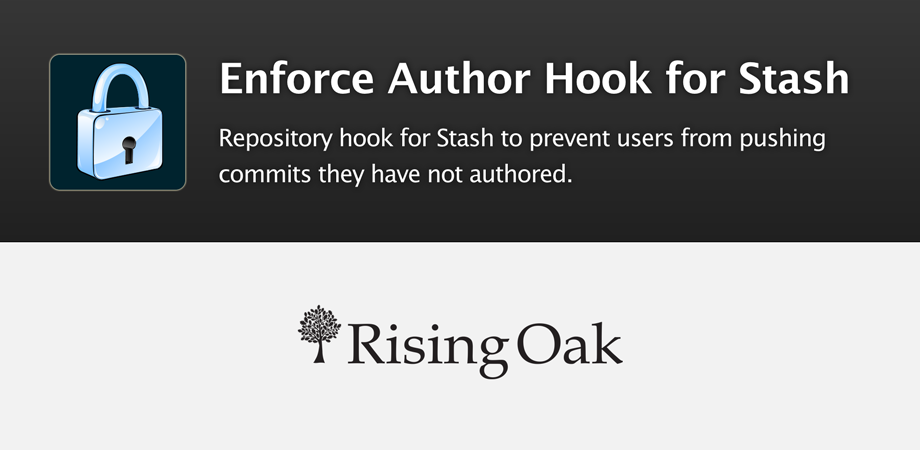 Enforce Author Hook for Stash
Repository hook for Stash to prevent users from pushing
commits they have not authored.
Rising Oak